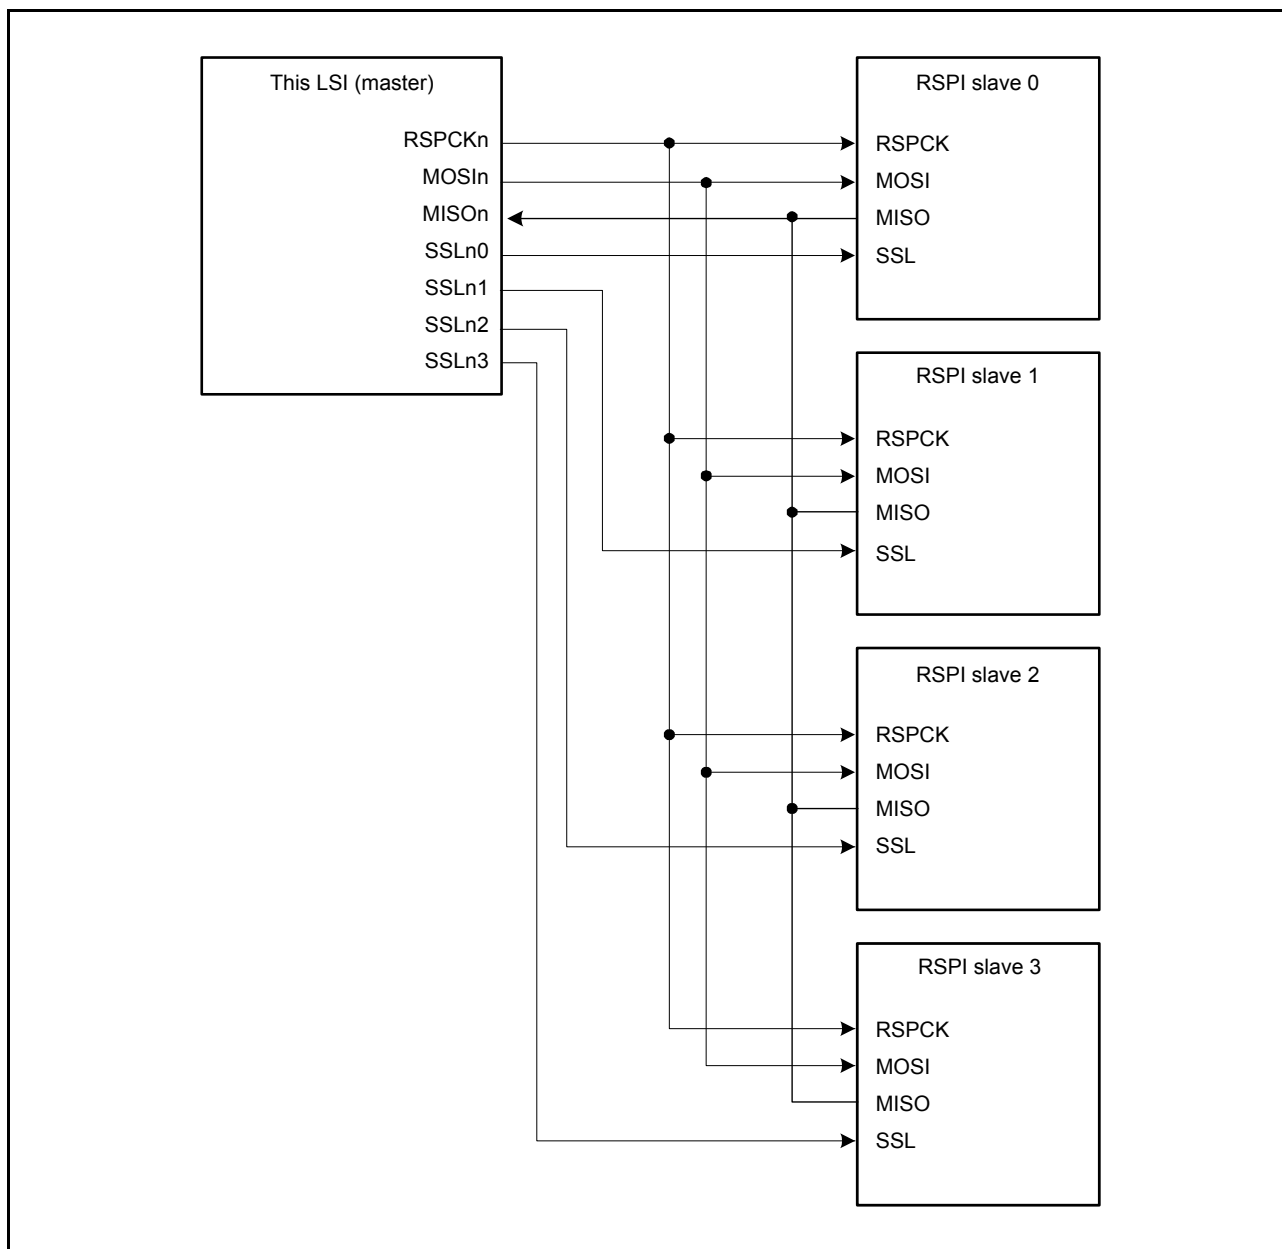 This LSI (master)
RSPCKn
MOSIn
MISOn
SSLn0
SSLn1
SSLn2
SSLn3
RSPI slave 0
RSPCK
MOSI
MISO
SSL
RSPI slave 1
RSPCK
MOSI
MISO
SSL
RSPI slave 2
RSPCK
MOSI
MISO
SSL
RSPI slave 3
RSPCK
MOSI
MISO
SSL